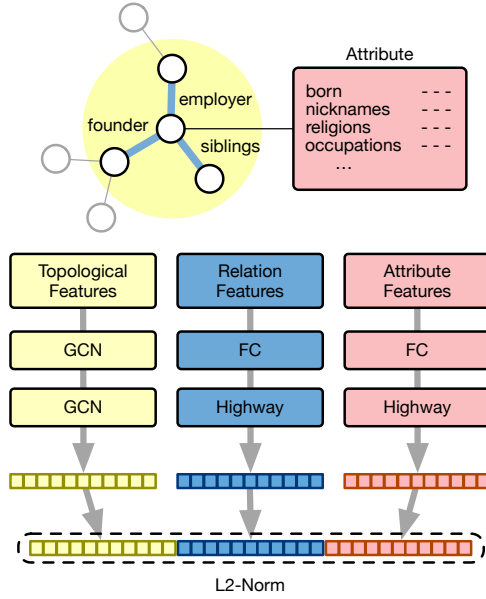 Attribute
employer
founder
siblings
born - - -
nicknames - - -
religions - - -
occupations - - -
...
Topological
Features
Relation
Features
Attribute
Features
GCN
FC
FC
GCN
Highway
Highway
L2-Norm